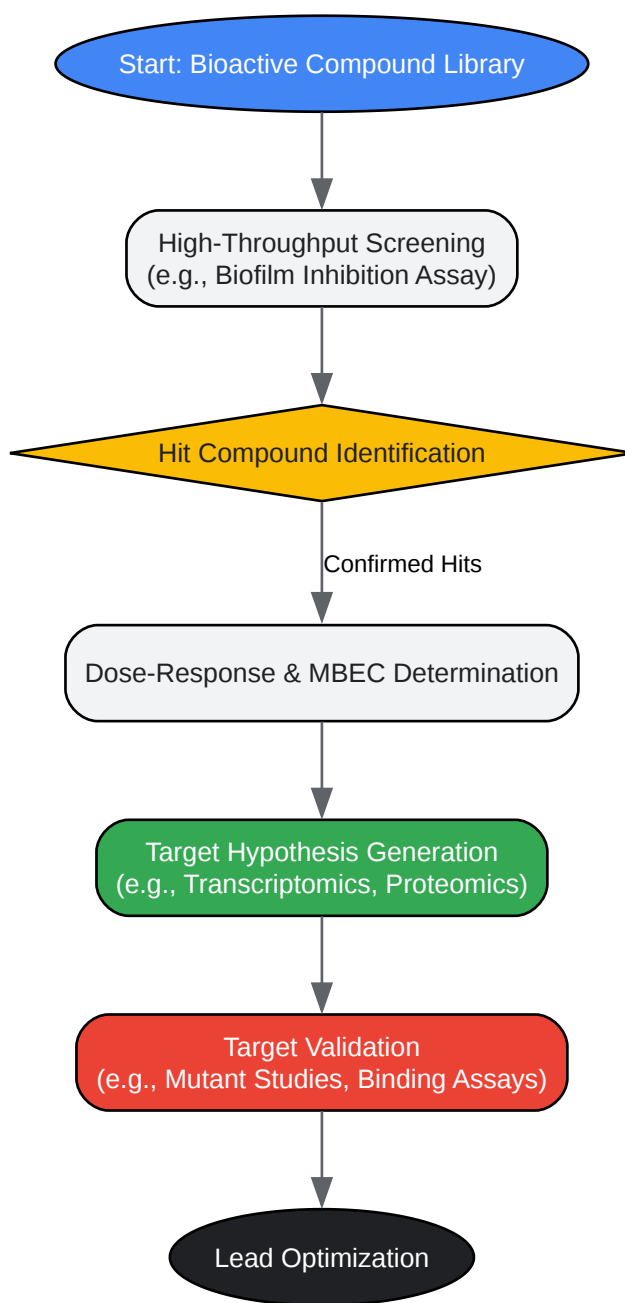 Start: Bioactive Compound Library
High-Throughput Screening
(e.g., Biofilm Inhibition Assay)
Hit Compound Identification
Confirmed Hits
Dose-Response & MBEC Determination
Target Hypothesis Generation
(e.g., Transcriptomics, Proteomics)
Target Validation
(e.g., Mutant Studies, Binding Assays)
Lead Optimization